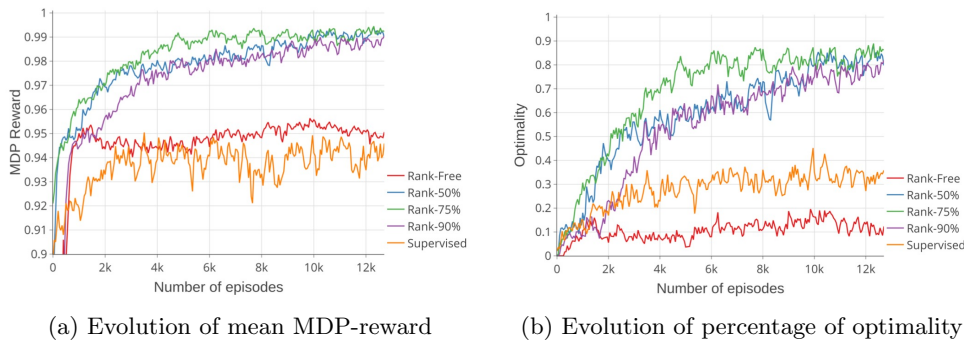 1
0.99
0.98
0.97
0.96
0.95
0.94
0.93
0.92
0.91
0.9
MDP Reward
0 2k 4k 6k 8k 10k 12k
Number of episodes
Rank-Free
Rank-50%
Rank-75%
Rank-90%
Supervised
(a) Evolution of mean MDP-reward
1
0.9
0.8
0.7
0.6
0.5
0.4
0.3
0.2
0.1
0
Optimality
0 2k 4k 6k 8k 10k 12k
Number of episodes
Rank-Free
Rank-50%
Rank-75%
Rank-90%
Supervised
(b) Evolution of percentage of optimality